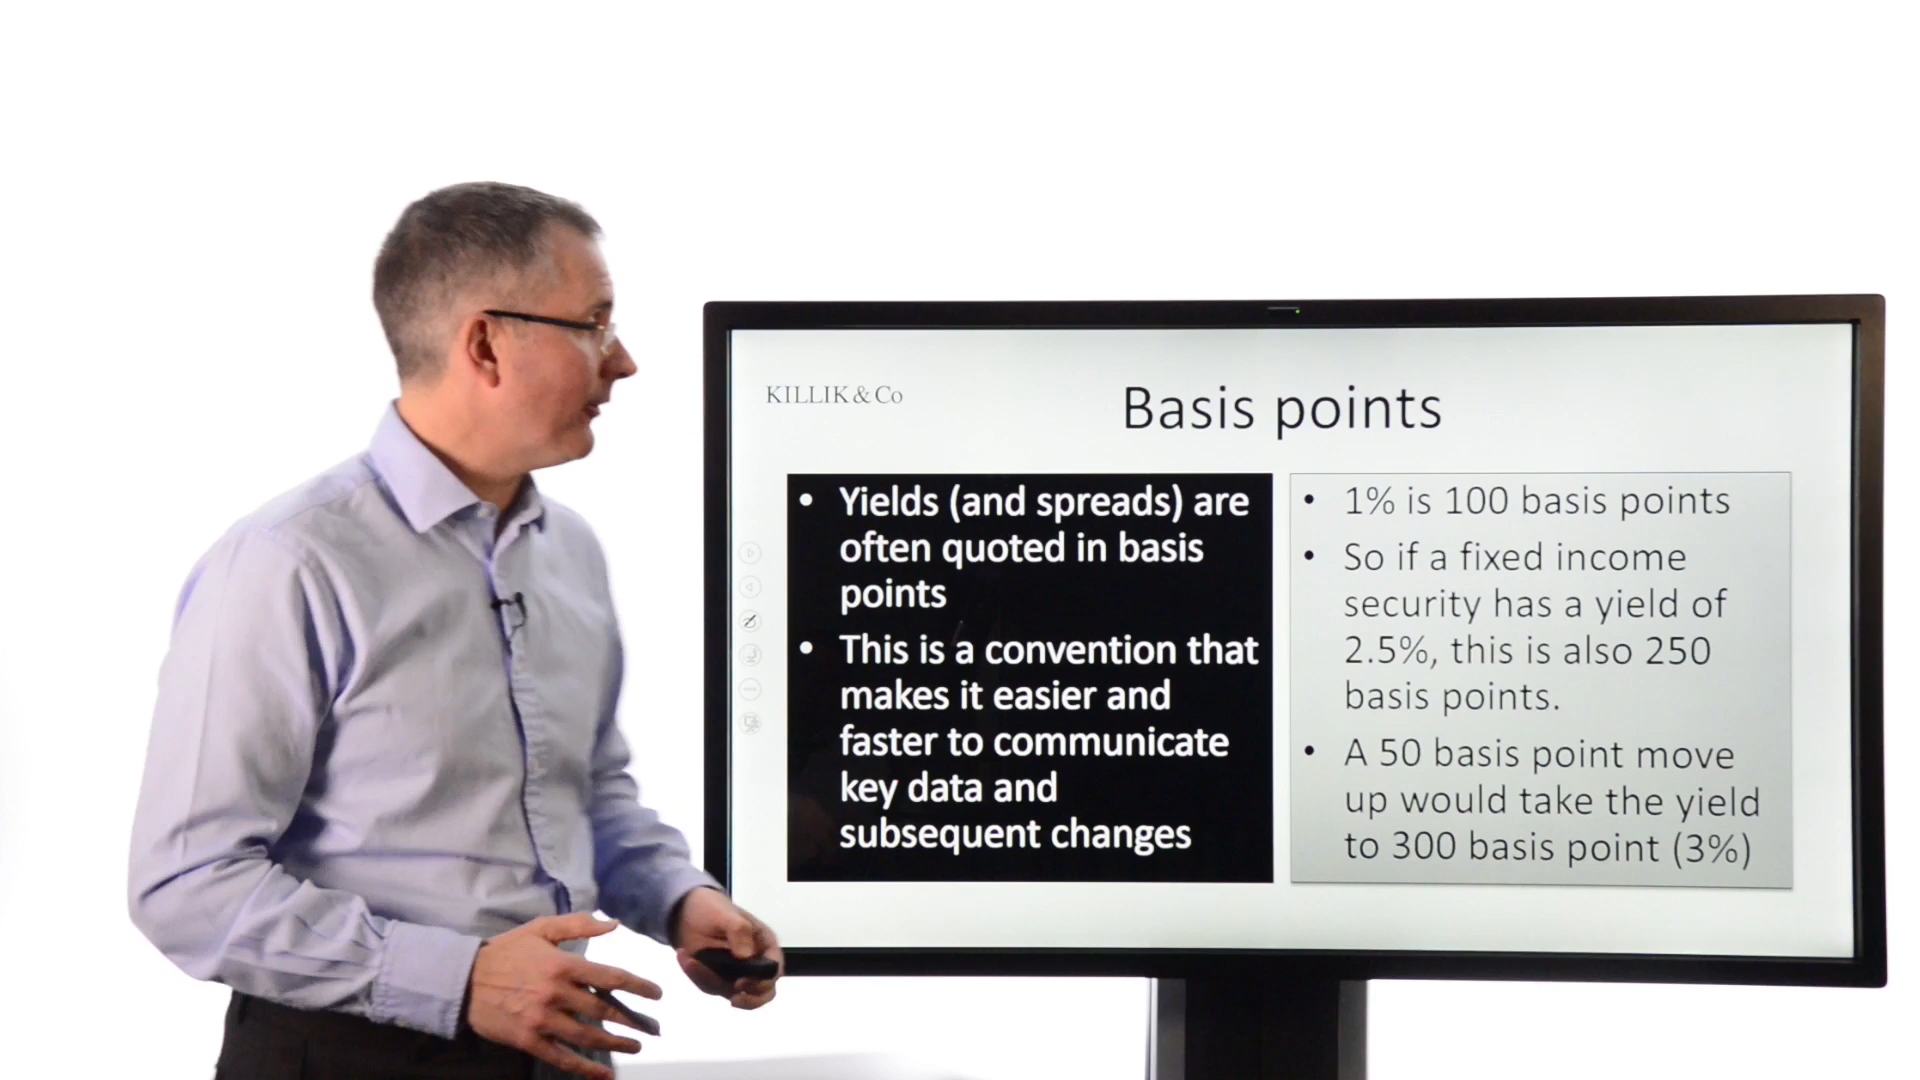 KILLIK & Co
Basis points
• Yields (and spreads) are
often quoted in basis
points
• This is a convention that
makes it easier and
faster to communicate
key data and
subsequent changes
• 1% is 100 basis points
• So if a fixed income
security has a yield of
2.5%, this is also 250
basis points.
• A 50 basis point move
up would take the yield
to 300 basis point (3%)